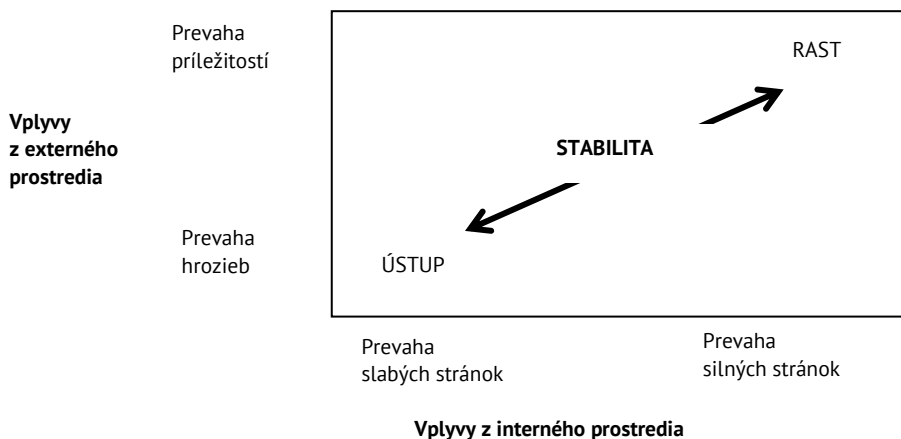 Prevaha
príležitostí
RAST
Vplyvy
z externého
prostredia
STABILITA
Prevaha
hrozieb
ÚSTUP
Prevaha
slabých stránok
Prevaha
silných stránok
Vplyvy z interného prostredia